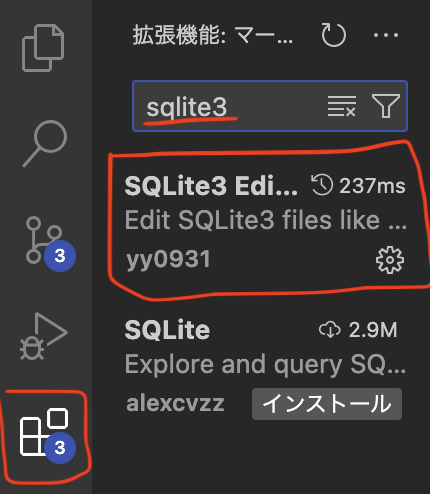 拡張機能: マー...
sqlite3
SQLite3 Edi... 237ms
Edit SQLite3 files like ...
yy0931
3
SQLite 2.9M
Explore and query SQ...
alexcvzz インストール
3